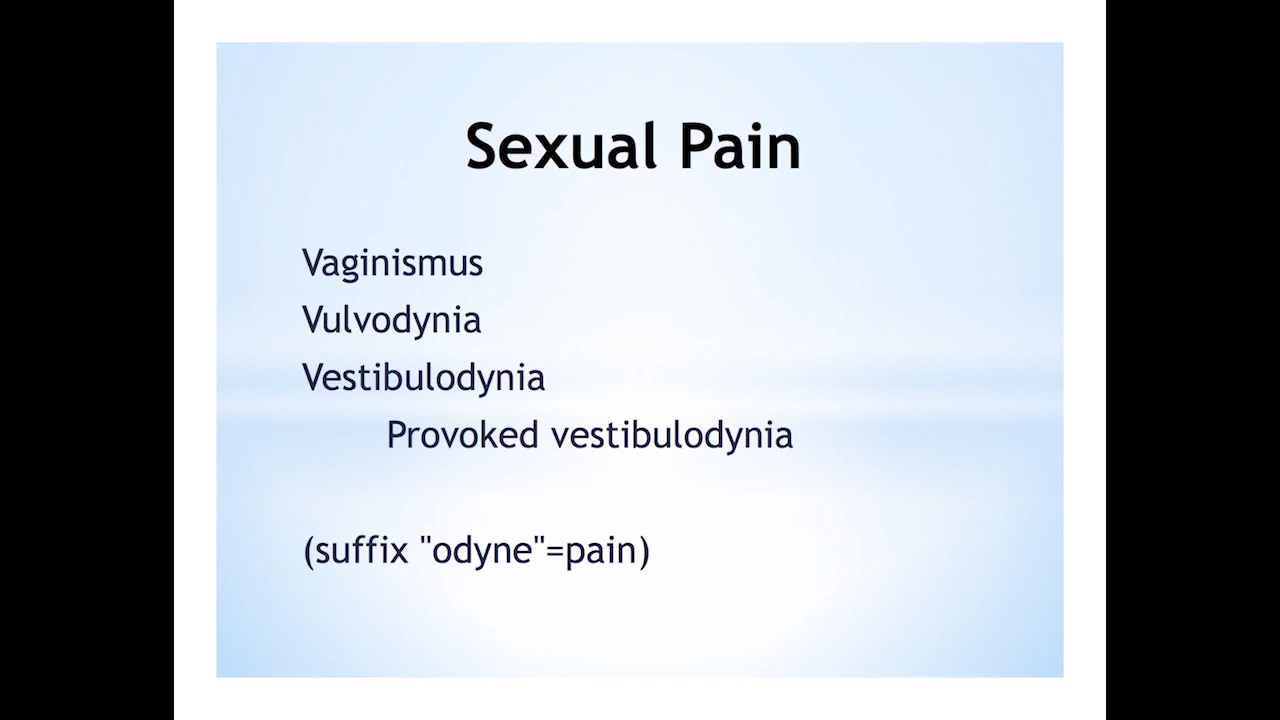 Sexual Pain
Vaginismus
Vulvodynia
Vestibulodynia
Provoked vestibulodynia
(suffix "odyne"=pain)